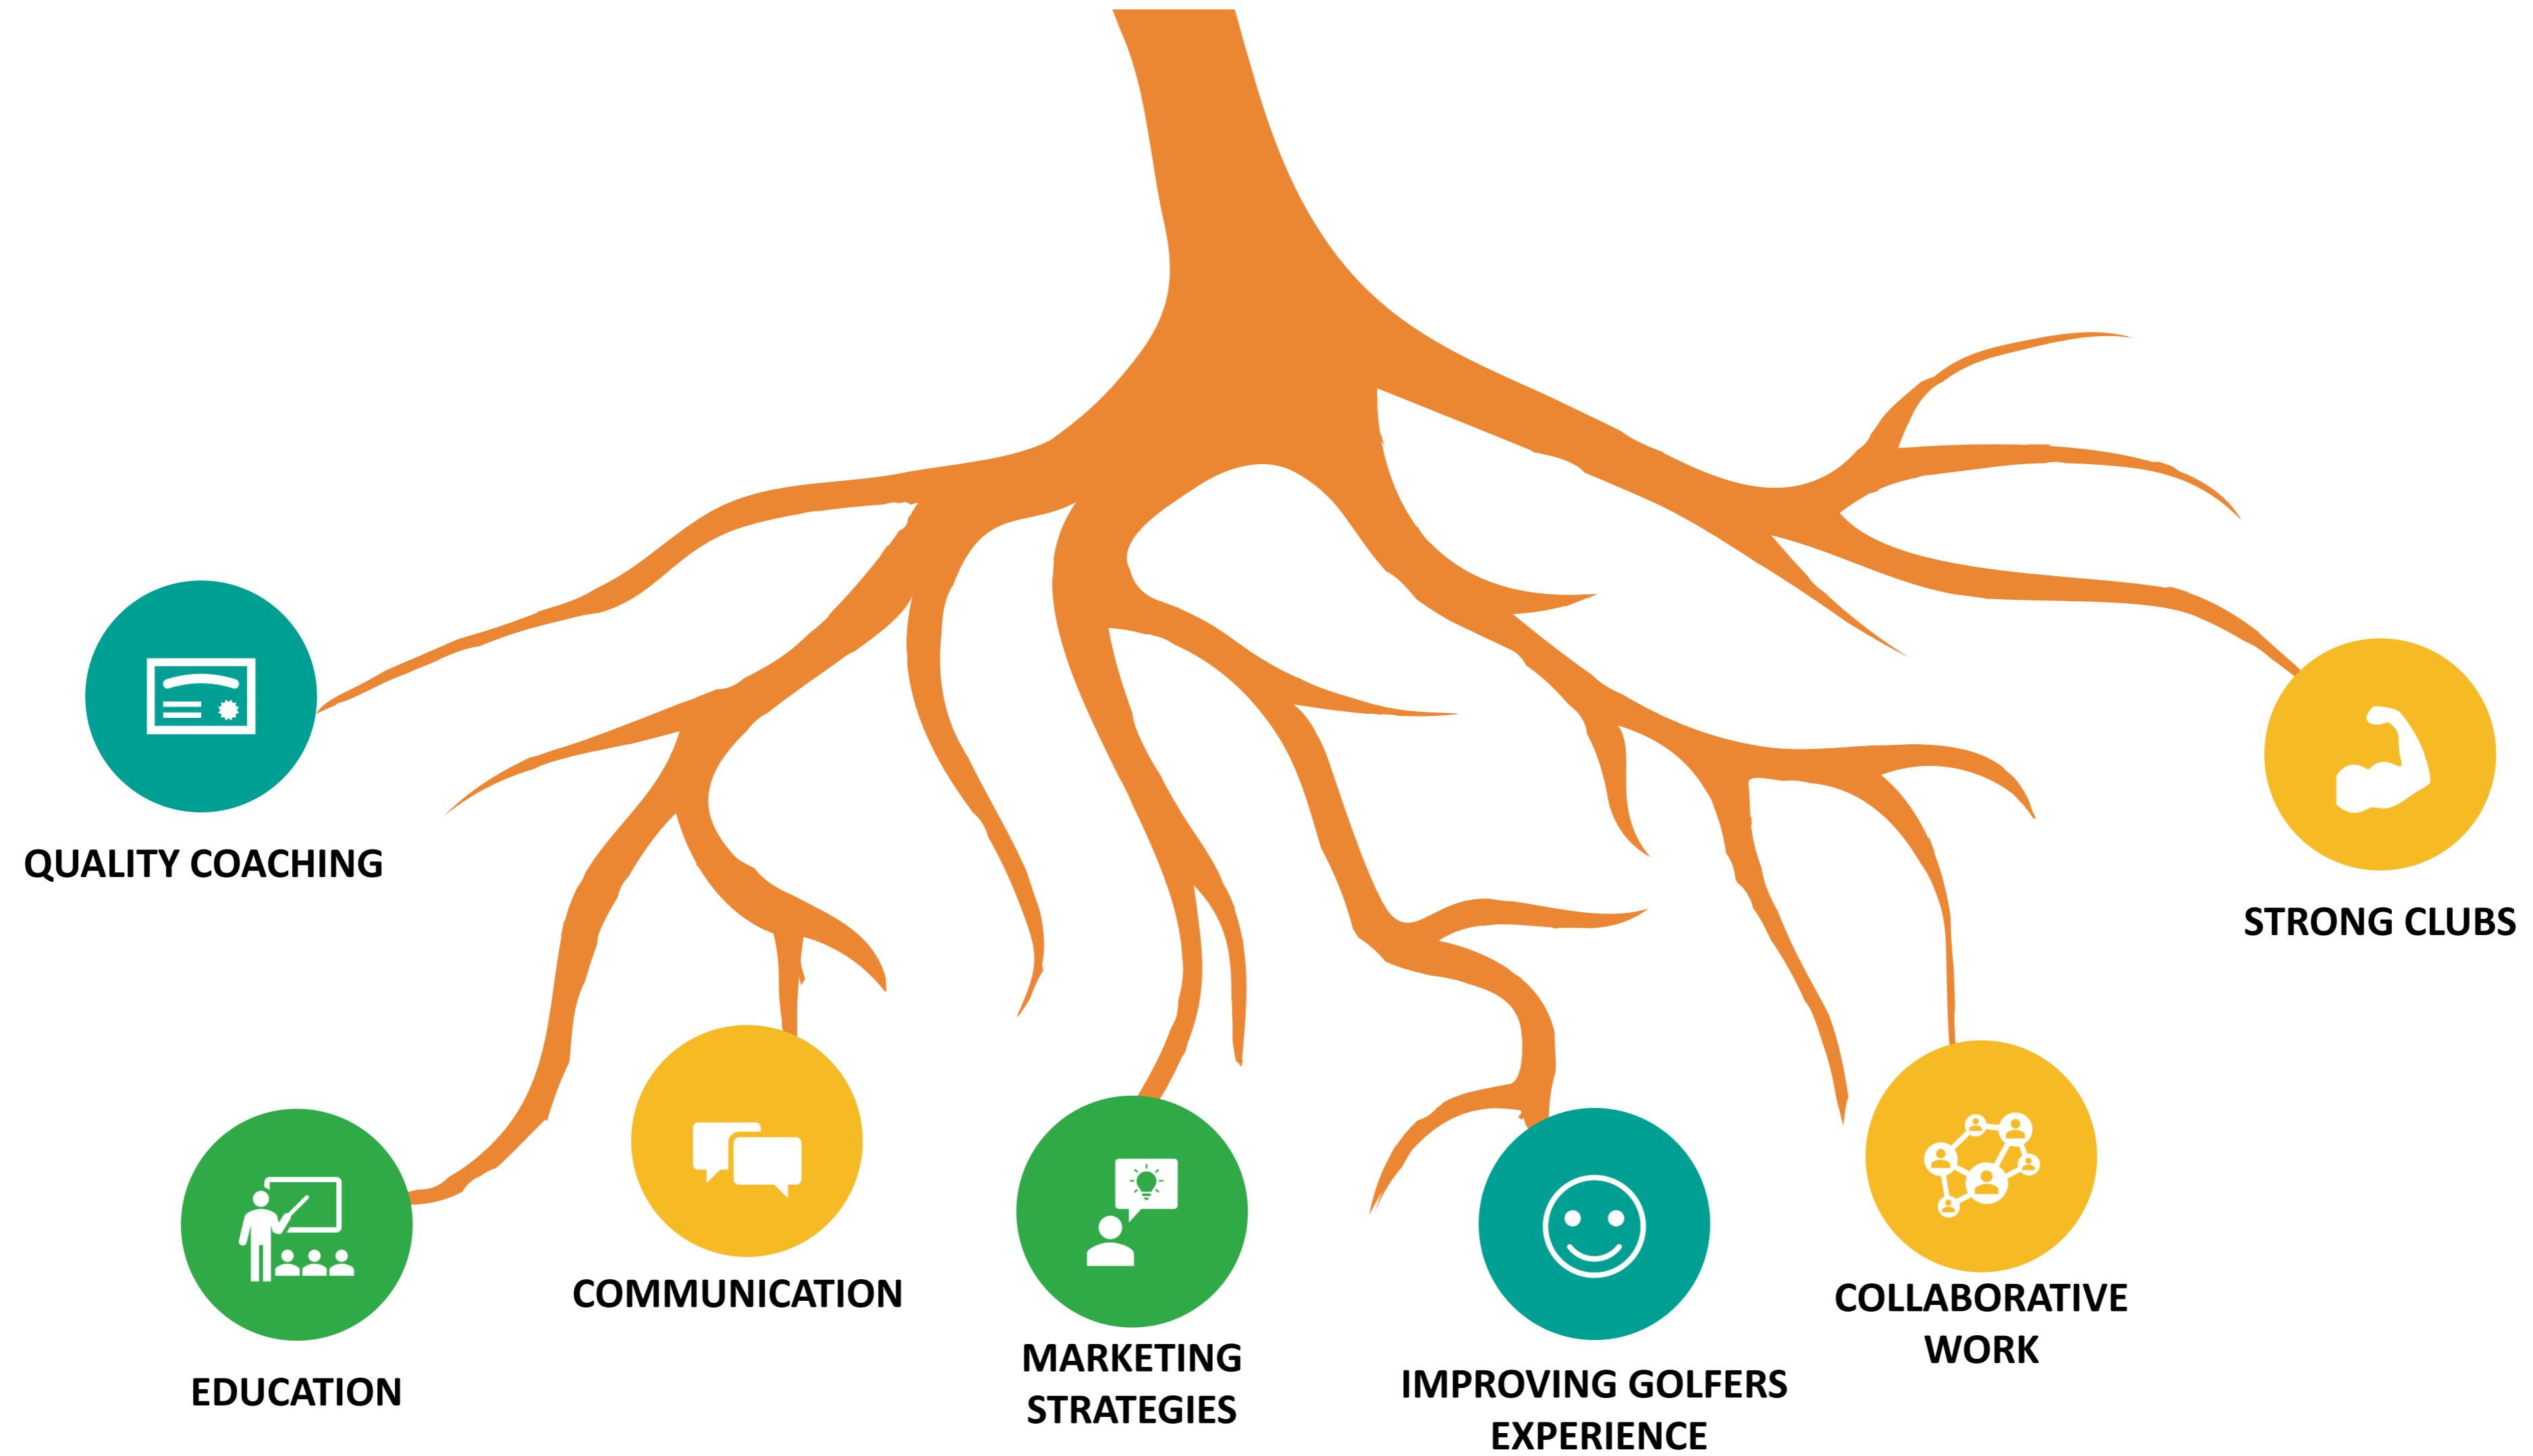 QUALITY COACHING
STRONG CLUBS
EDUCATION
COMMUNICATION
MARKETING
STRATEGIES
IMPROVING GOLFERS
EXPERIENCE
COLLABORATIVE
WORK